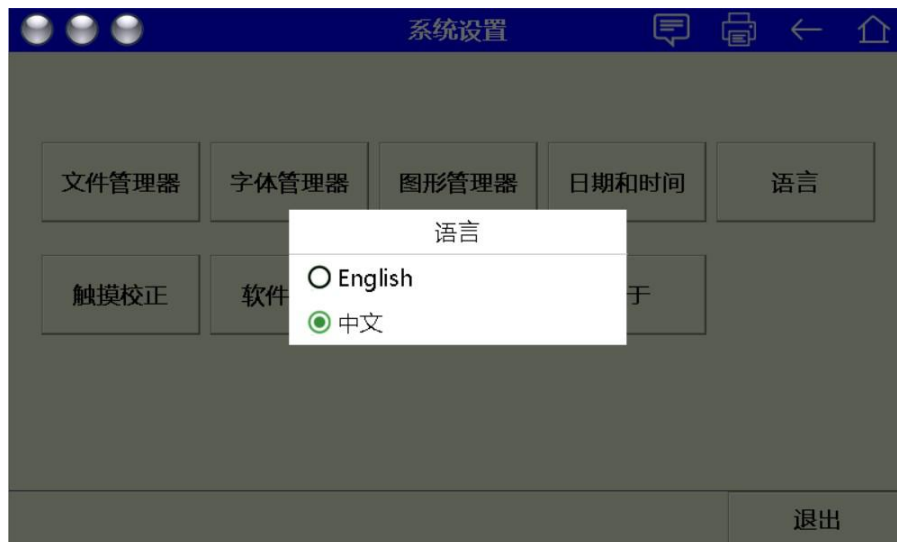 系统设置
文件管理器 字体管理器 图形管理器 日期和时间 语言
语言
English
中文
触摸校正 软件 于
退出